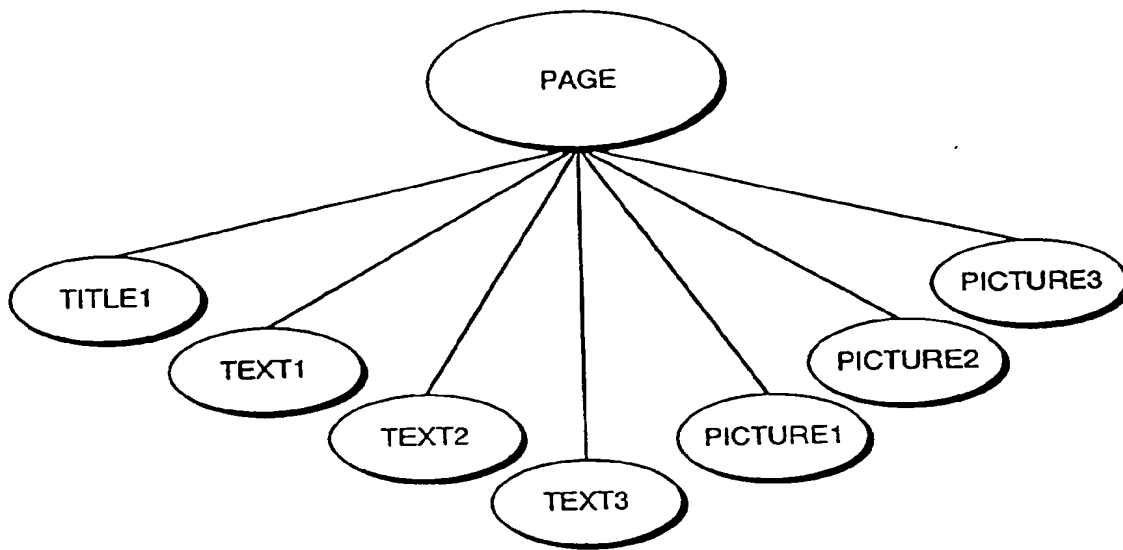 PAGE
TITLE1
TEXT1
TEXT2
TEXT3
PICTURE1
PICTURE2
PICTURE3